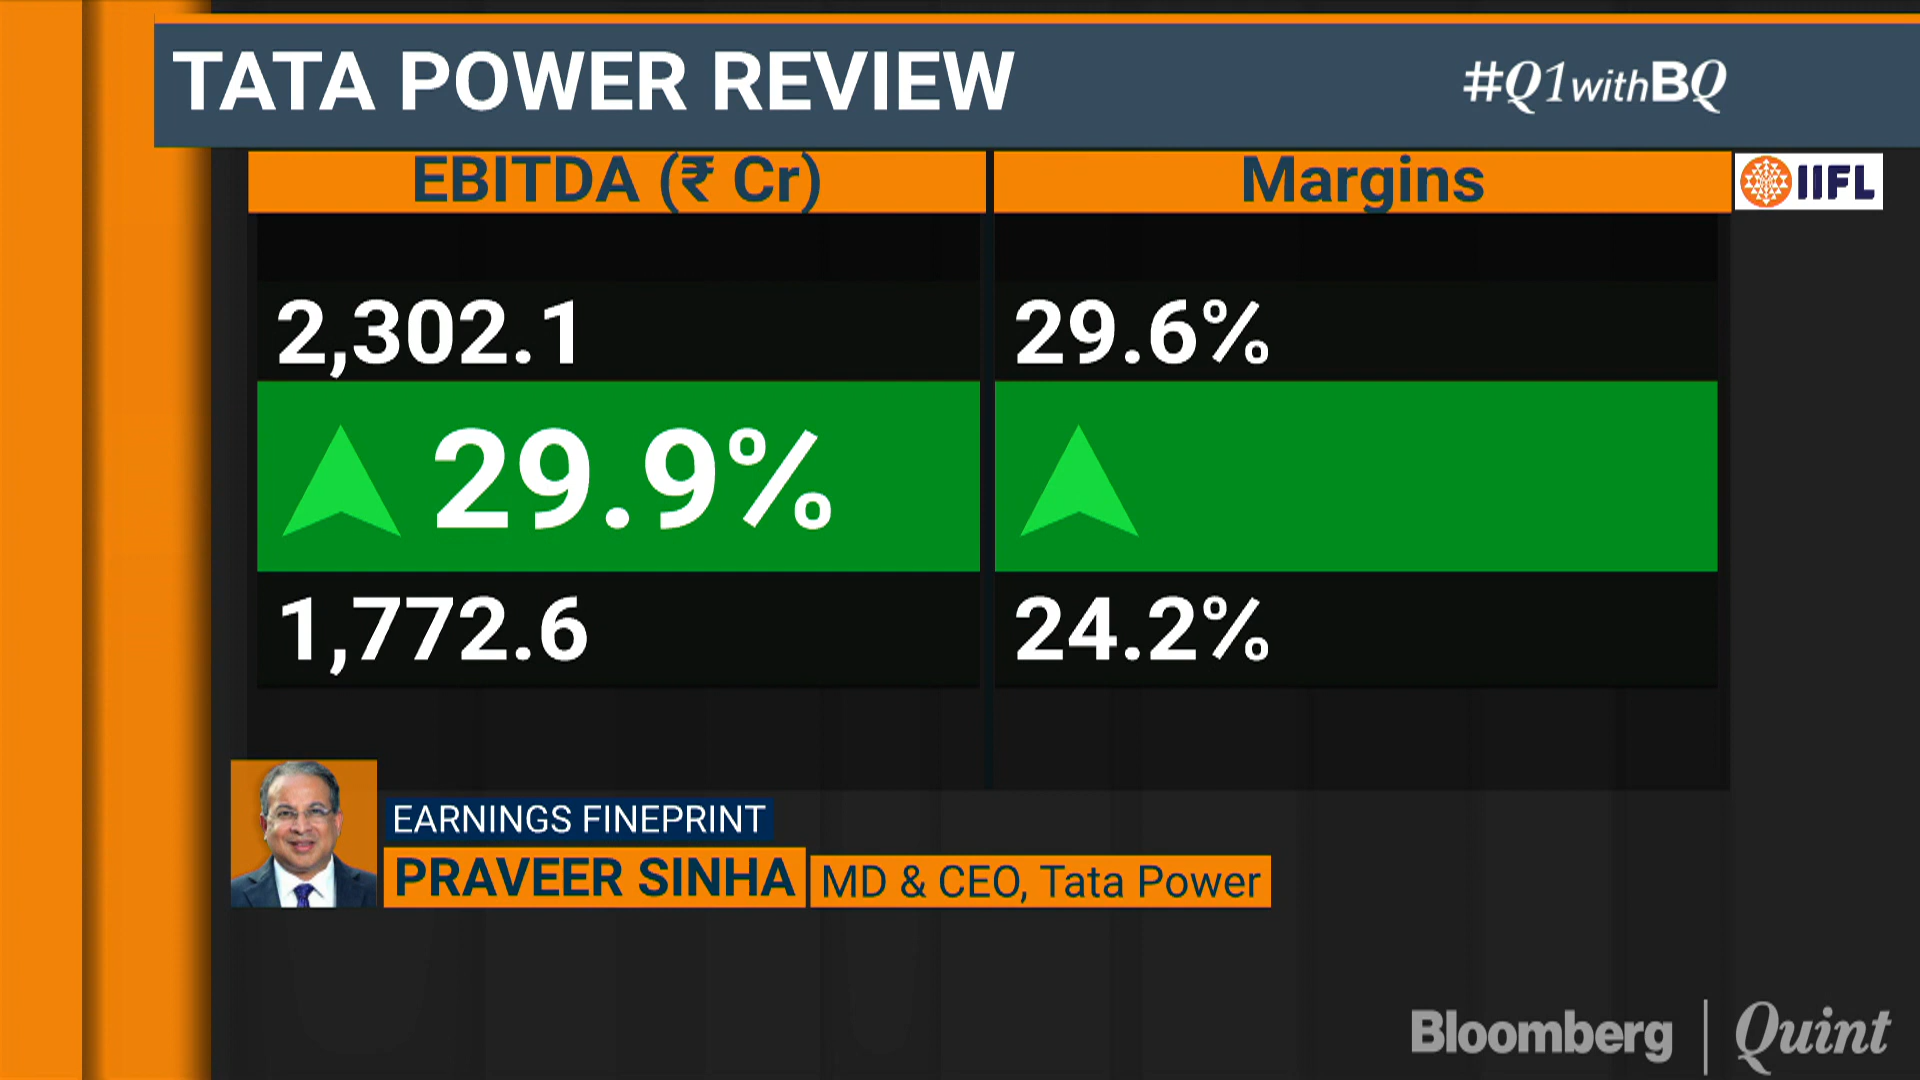 TATA POWER REVIEW
#Q1withBQ
EBITDA (₹ Cr)
Margins
IIFL
2,302.1
29.6%
29.9%
1,772.6
24.2%
EARNINGS FINEPRINT
PRAVEER SINHA
MD & CEO, Tata Power
Bloomberg | Quint